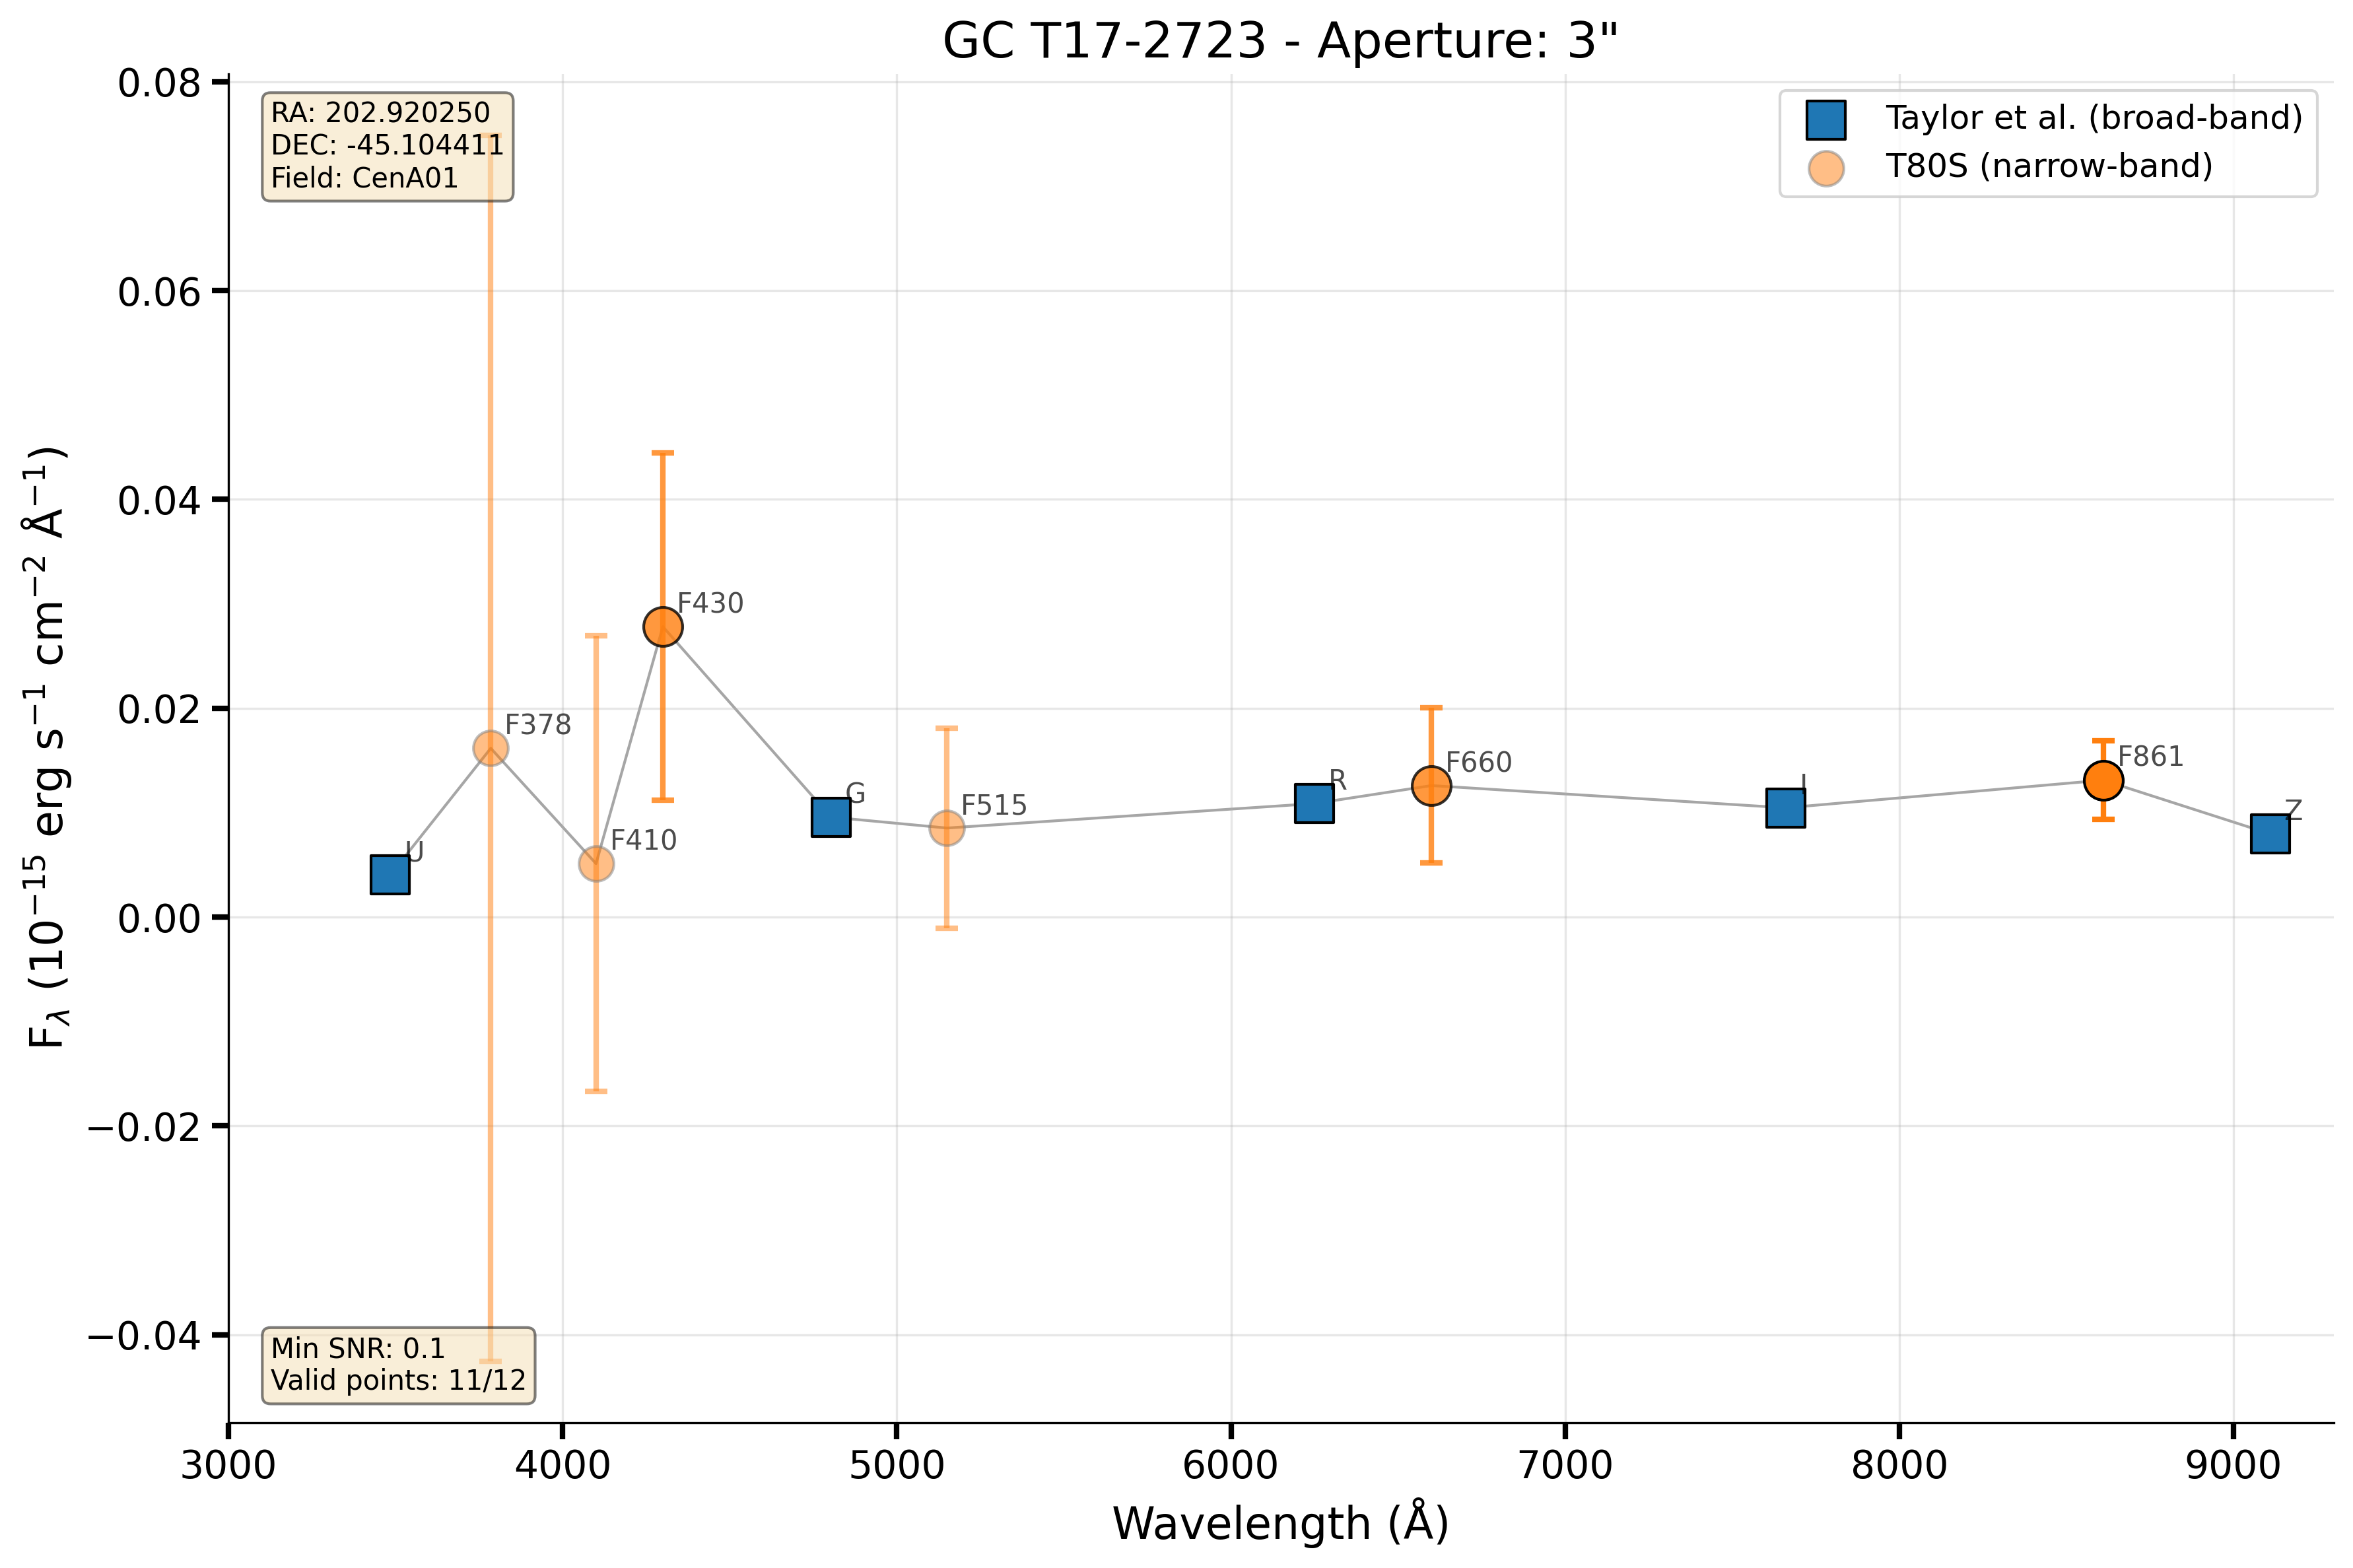 GC T17-2723 - Aperture: 3"
RA: 202.920250
DEC: -45.104411
Field: CenA01
Taylor et al. (broad-band)
T80S (narrow-band)
0.08
0.06
0.04
0.02
0.00
−0.02
−0.04
F$_{\lambda}$ (10$^{-15}$ erg s$^{-1}$ cm$^{-2}$ Å$^{-1}$)
U
F378
F410
F430
G
F515
R
F660
I
F861
Z
Min SNR: 0.1
Valid points: 11/12
3000 4000 5000 6000 7000 8000 9000
Wavelength (Å)